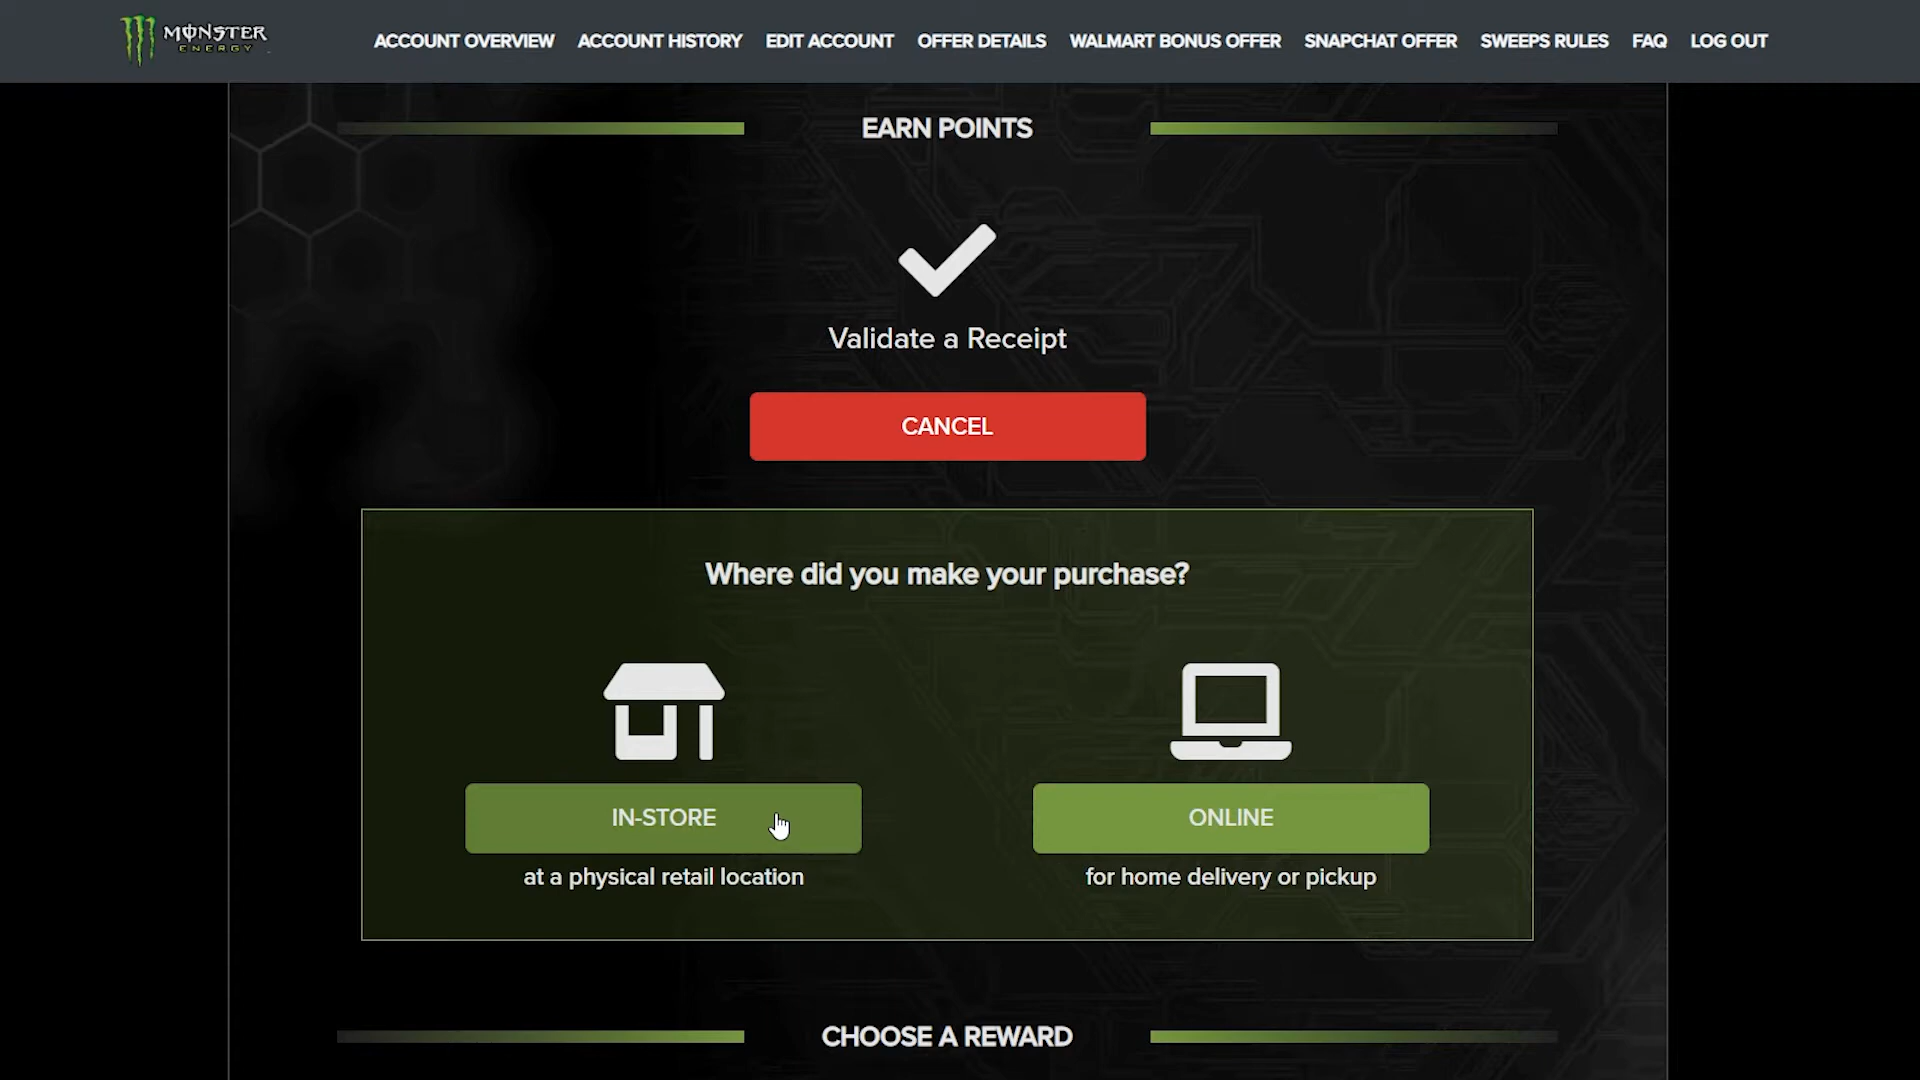 MONSTER
ENERGY
ACCOUNT OVERVIEW ACCOUNT HISTORY EDIT ACCOUNT OFFER DETAILS WALMART BONUS OFFER SNAPCHAT OFFER SWEEPS RULES FAQ LOG OUT
EARN POINTS
Validate a Receipt
CANCEL
Where did you make your purchase?
IN-STORE
at a physical retail location
ONLINE
for home delivery or pickup
CHOOSE A REWARD